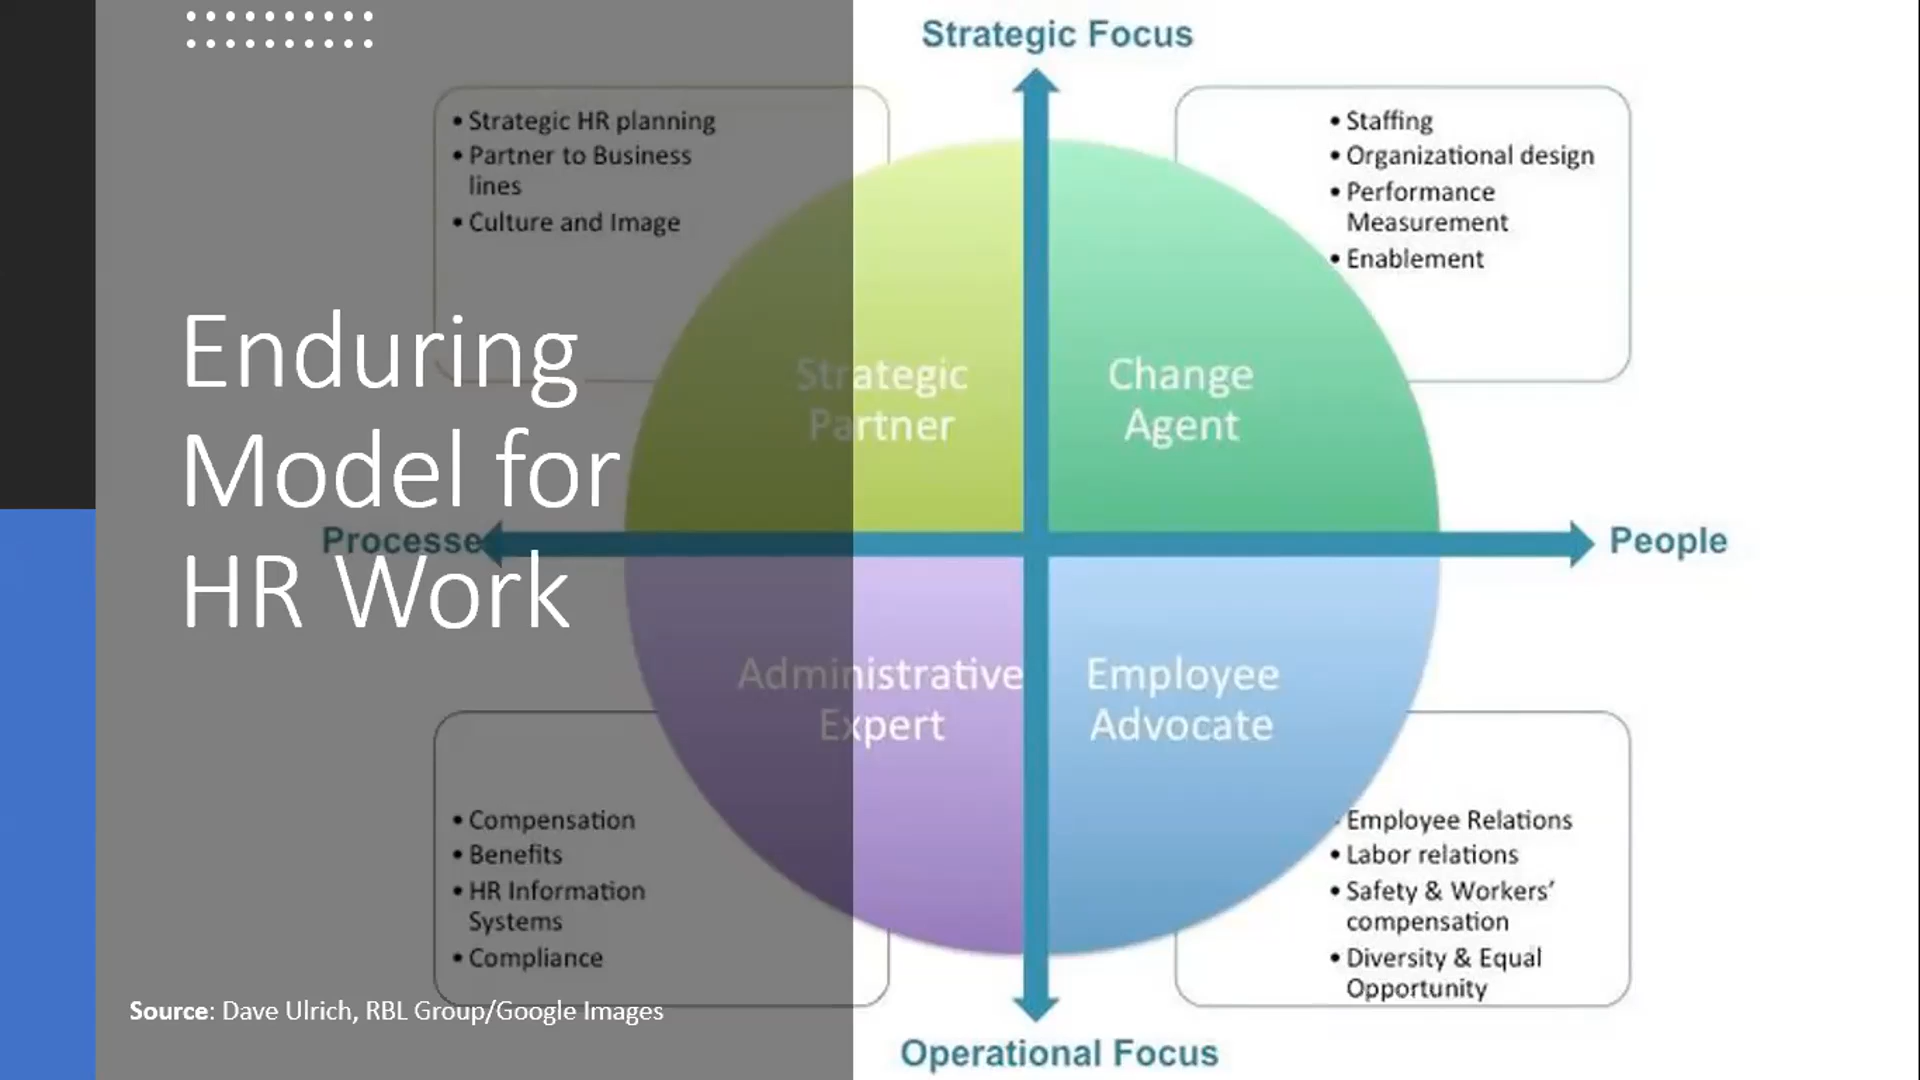 Strategic Focus
• Strategic HR planning
• Partner to Business
lines
• Culture and Image
• Staffing
• Organizational design
• Performance
Measurement
• Enablement
Enduring
Model for
HR Work
Strategic
Partner
Change
Agent
Processe
People
Administrative
Expert
Employee
Advocate
• Compensation
• Benefits
• HR Information
Systems
• Compliance
• Employee Relations
• Labor relations
• Safety & Workers’
compensation
• Diversity & Equal
Opportunity
Source: Dave Ulrich, RBL Group/Google Images
Operational Focus